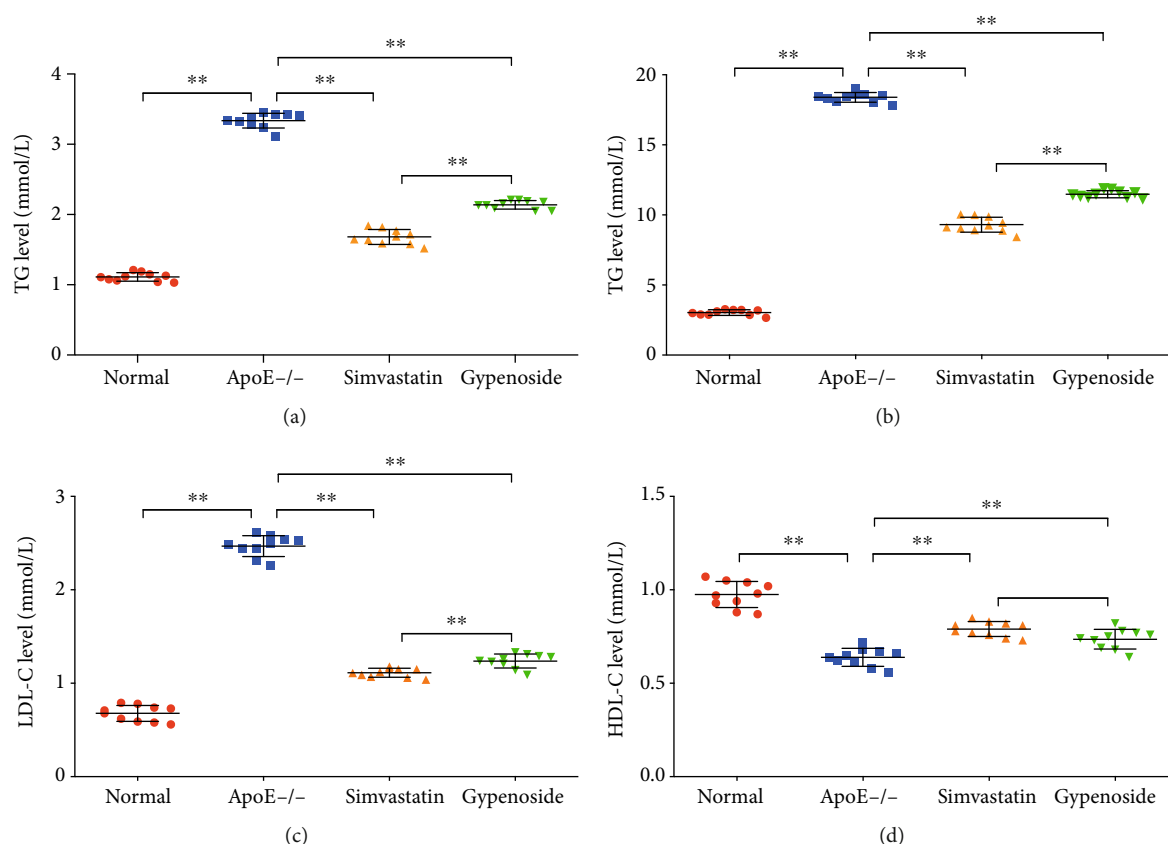 **
** **
**
4
3
2
1
0
TG level (mmol/L)
Normal ApoE–/– Simvastatin Gypenoside
(a)
**
** **
**
20
15
10
5
0
TG level (mmol/L)
Normal ApoE–/– Simvastatin Gypenoside
(b)
**
** **
**
3
2
1
0
LDL-C level (mmol/L)
Normal ApoE–/– Simvastatin Gypenoside
(c)
**
** **
1.5
1.0
0.5
0.0
HDL-C level (mmol/L)
Normal ApoE–/– Simvastatin Gypenoside
(d)